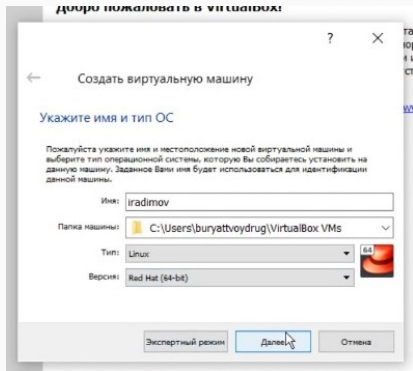 Добро пожаловать в VirtualBox!
?
Создать виртуальную машину
Укажите имя и тип ОС
Пожалуйста укажите имя и местоположение новой виртуальной машины и
выберите тип операционной системы, которую Вы собираетесь установить на
данную машину. Заданное Вами имя будет использоваться для идентификации
данной машины.
Имя: iradimov
Папка машины: C:\Users\buryattvoydrug\VirtualBox VMs
Тип: Linux
64
Версия: Red Hat (64-bit)
Экспертный режим Далее Отмена